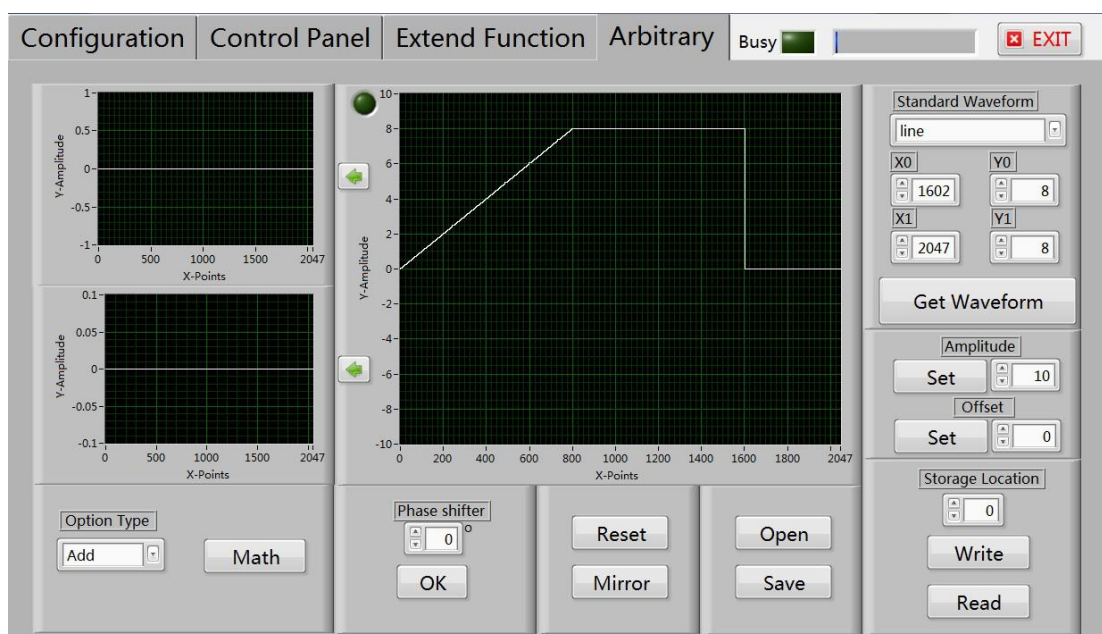 Configuration
Control Panel
Extend Function
Arbitrary
Busy
EXIT
1
0.5
0
-0.5
-1
Y-Amplitude
0 500 1000 1500 2047
X-Points
0.1
0.05
0
-0.05
-0.1
Y-Amplitude
0 500 1000 1500 2047
X-Points
10
8
6
4
2
0
-2
-4
-6
-8
-10
Y-Amplitude
0 200 400 600 800 1000 1200 1400 1600 1800 2047
X-Points
Standard Waveform
line
X0 Y0
1602 8
X1 Y1
2047 8
Get Waveform
Amplitude
Set 10
Offset
Set 0
Storage Location
0
Write
Read
Option Type
Add
Math
Phase shifter
0 o
OK
Reset
Mirror
Open
Save